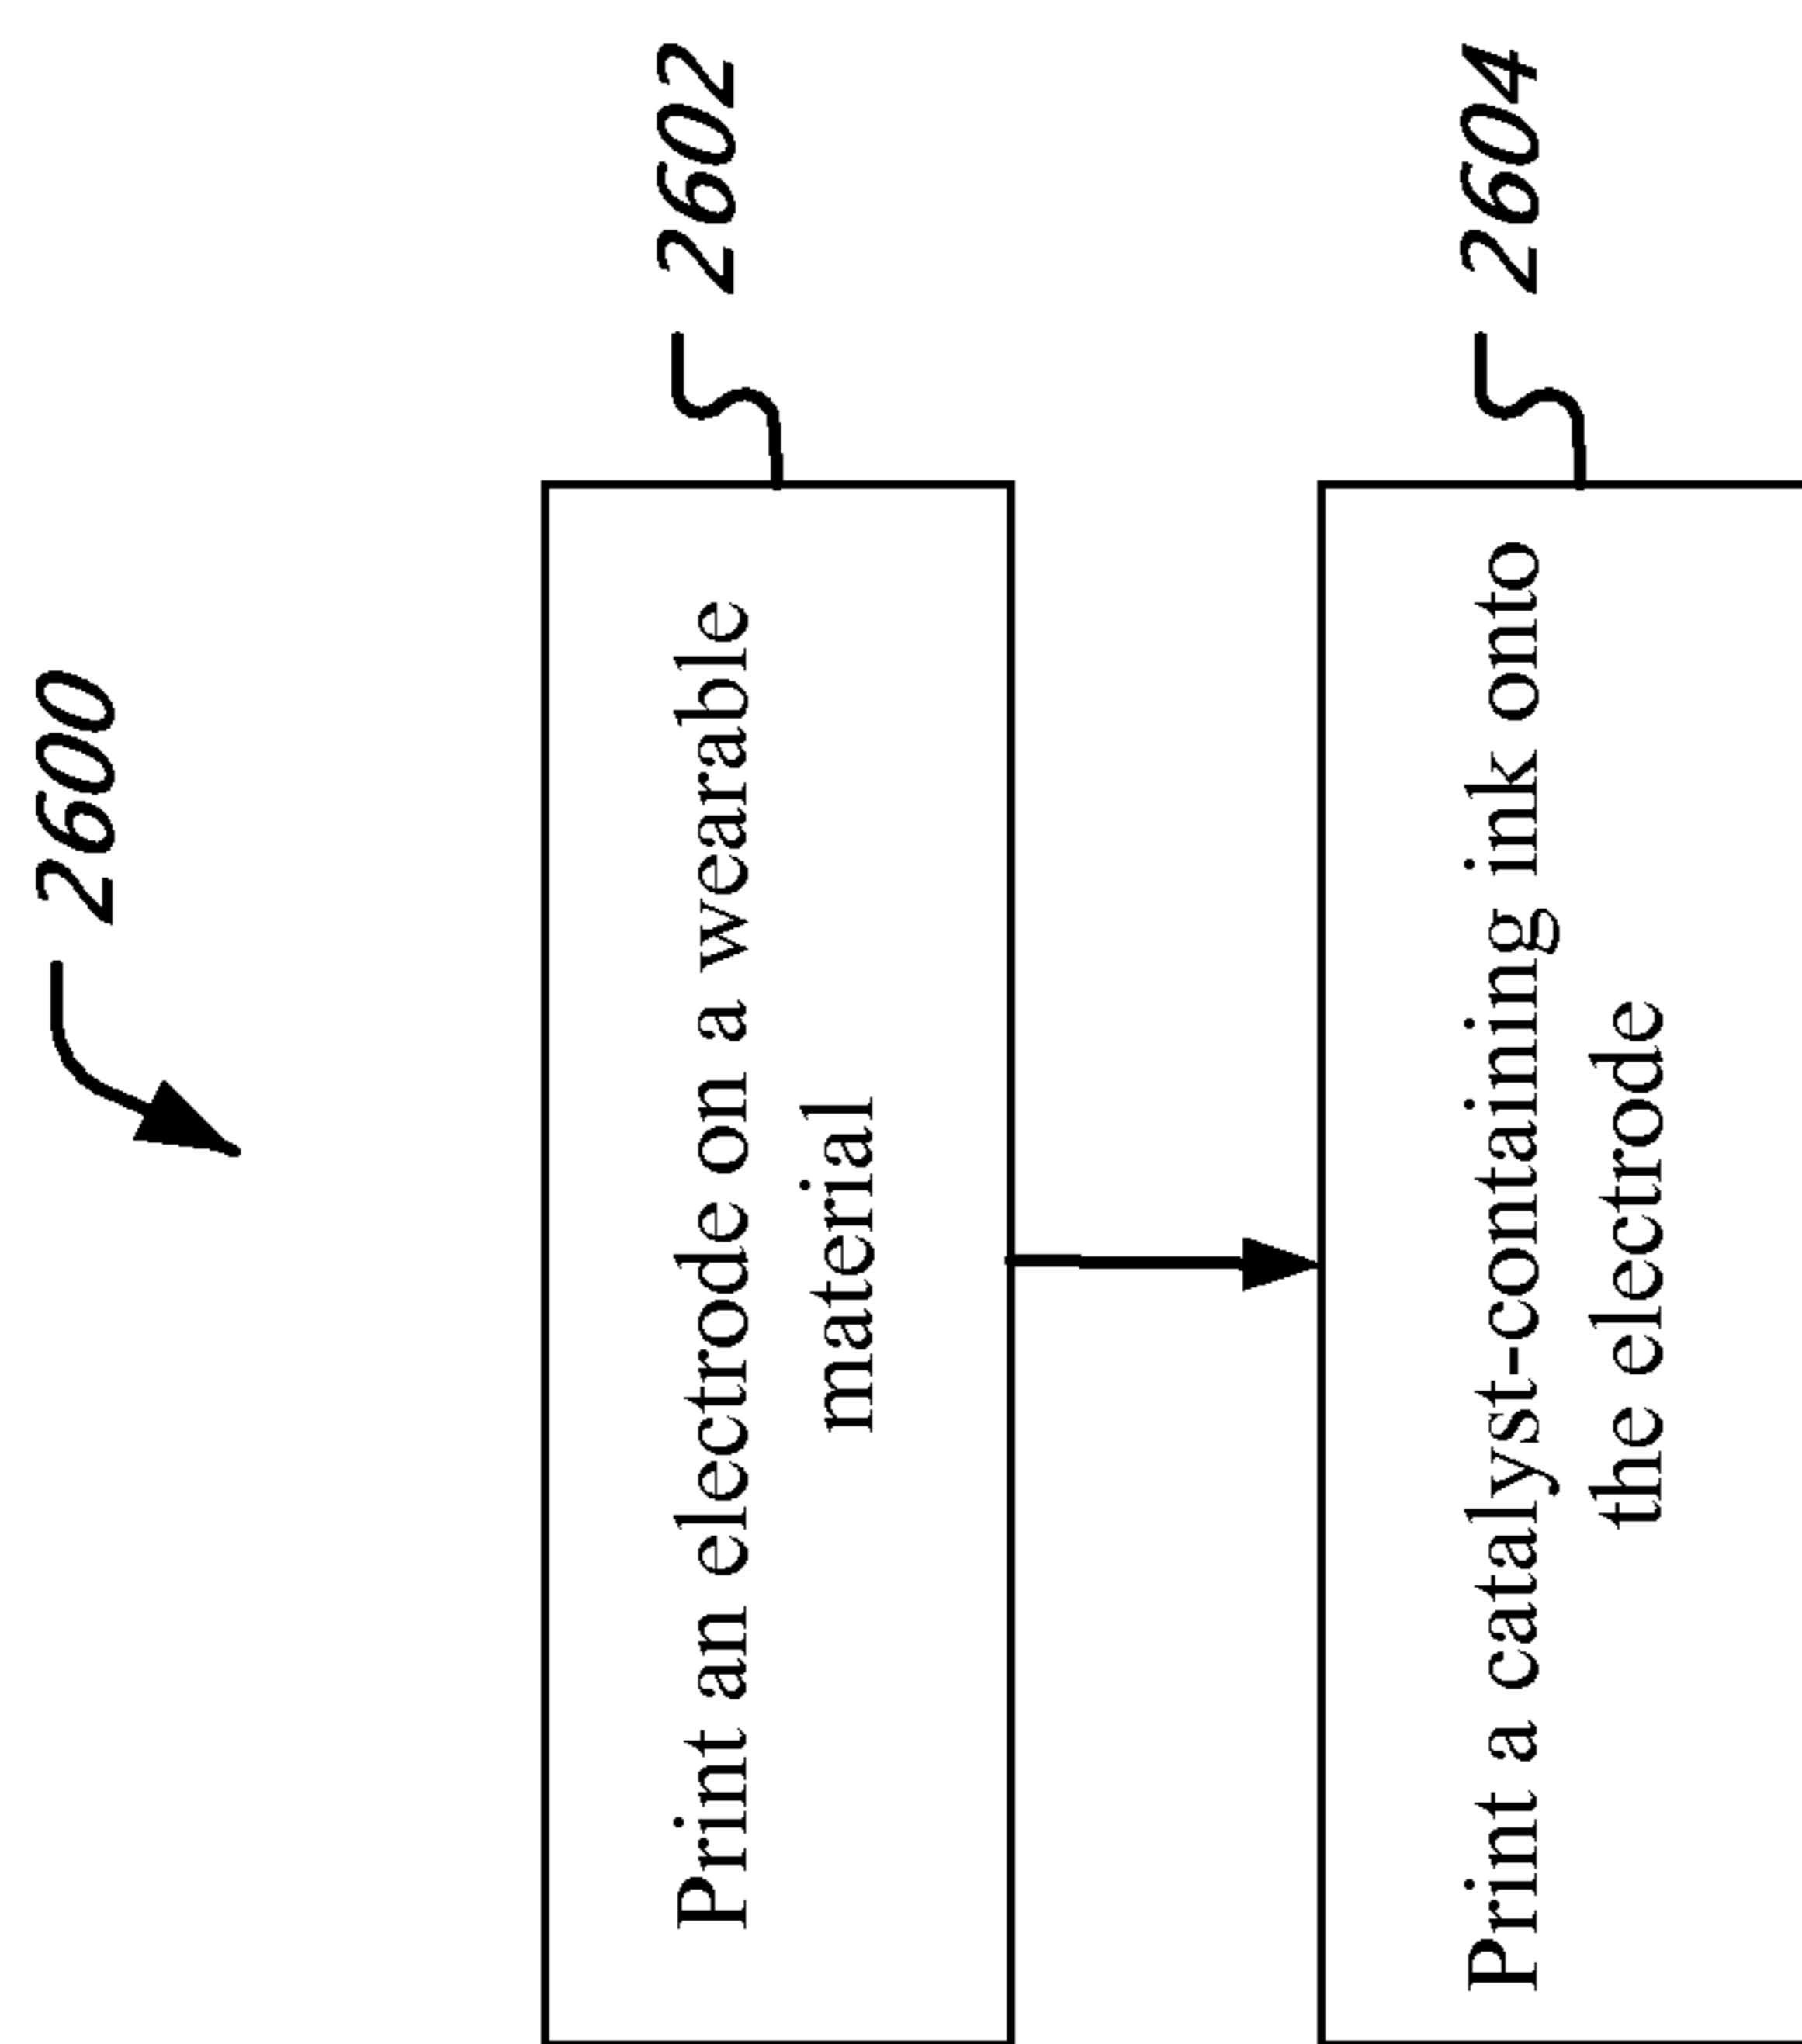 2600
Print an electrode on a wearable
material
2602
Print a catalyst-containing ink onto
the electrode
2604